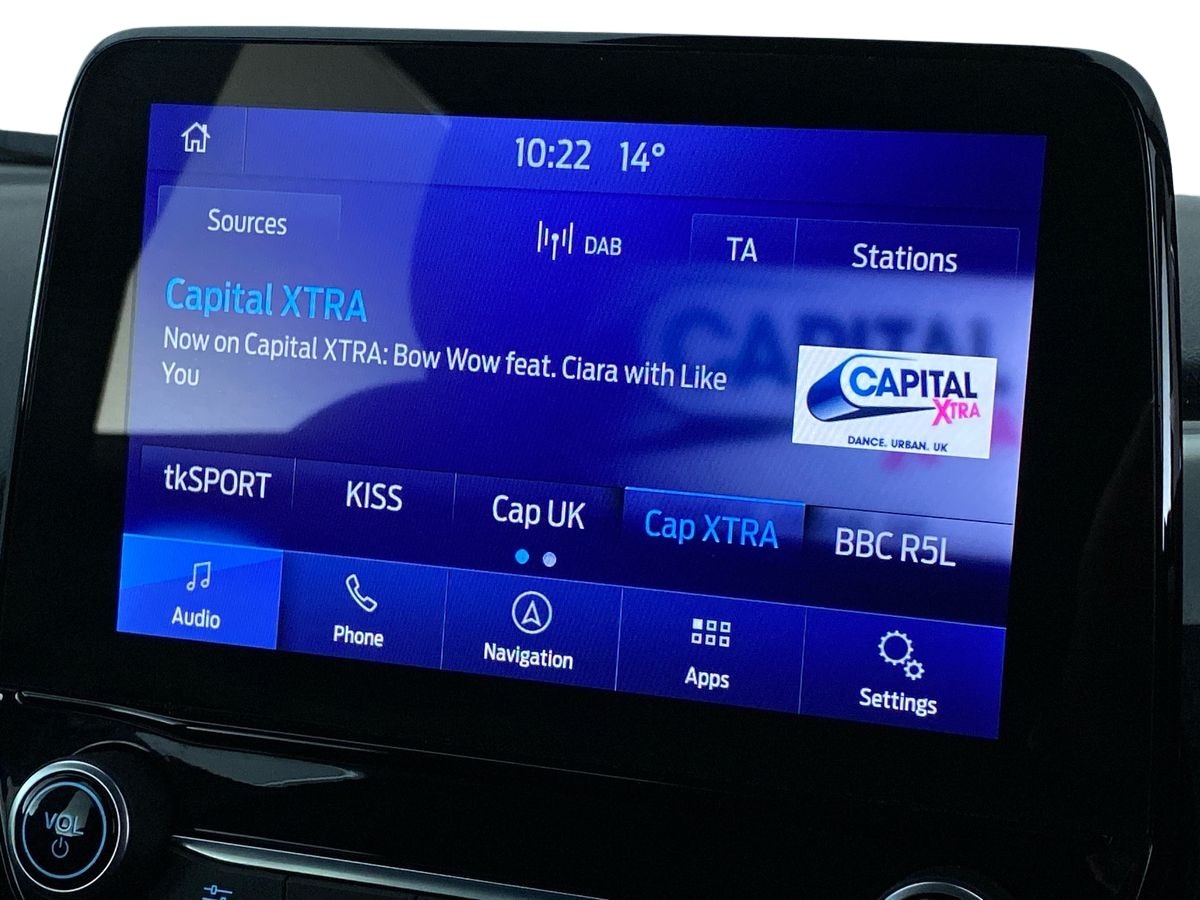 10:22 14°
Sources
DAB
TA
Stations
Capital XTRA
Now on Capital XTRA: Bow Wow feat. Ciara with Like
You
CAPITAL
XTRA
DANCE. URBAN. UK
tkSPORT
KISS
Cap UK
Cap XTRA
BBC R5L
Audio
Phone
Navigation
Apps
Settings
VOL